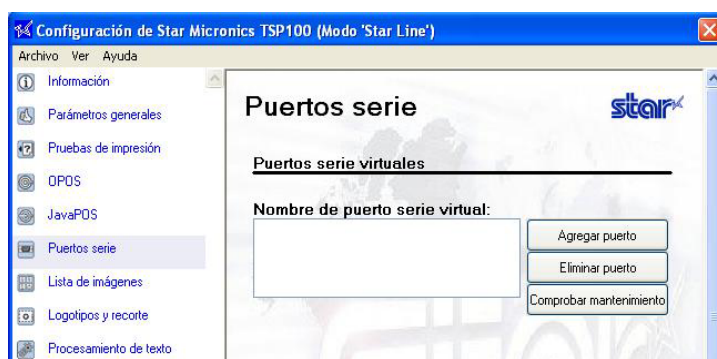 Configuración de Star Micronics TSP100 (Modo 'Star Line')
Archivo Ver Ayuda
Información
Parámetros generales
Pruebas de impresión
OPOS
JavaPOS
Puertos serie
Lista de imágenes
Logotipos y recorte
Procesamiento de texto
Puertos serie
star
Puertos serie virtuales
Nombre de puerto serie virtual:
Agregar puerto
Eliminar puerto
Comprobar mantenimiento